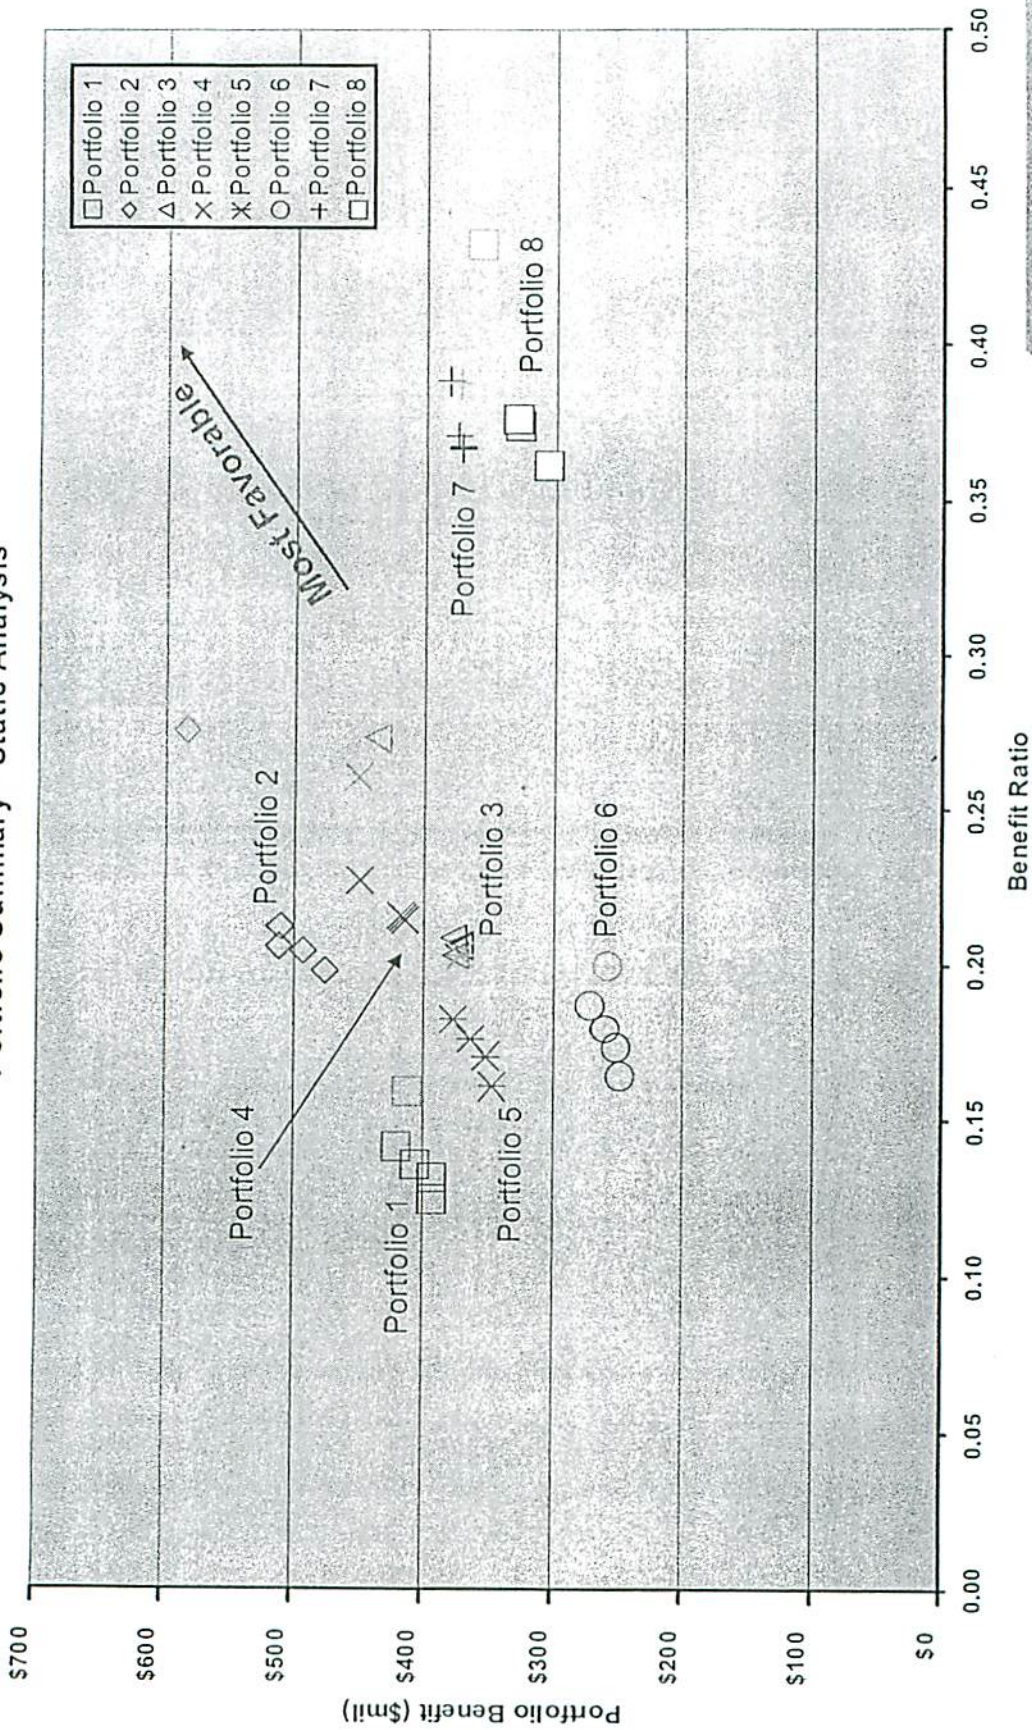 Portfolio Summary - Static Analysis
$700
$600
$500
$400
$300
$200
$100
$0
Portfolio Benefit ($mil)
0.00
0.05
0.10
0.15
0.20
0.25
0.30
0.35
0.40
0.45
0.50
Benefit Ratio
Portfolio 1
Portfolio 2
Portfolio 3
Portfolio 4
Portfolio 5
Portfolio 6
Portfolio 7
Portfolio 8
Most Favorable
Portfolio 4
Portfolio 2
Portfolio 1
Portfolio 7
Portfolio 3
Portfolio 5
Portfolio 8
Portfolio 6